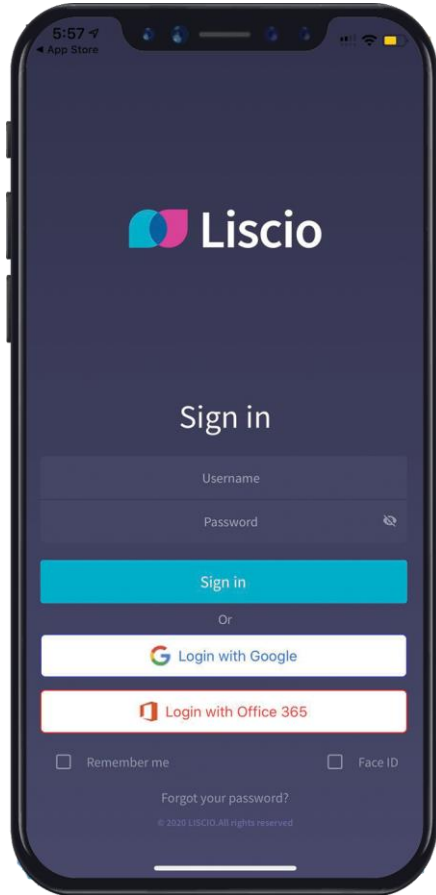 5:57
◀ App Store
Liscio
Sign in
Username
Password
Sign in
Or
Login with Google
Login with Office 365
Remember me
Face ID
Forgot your password?
© 2020 LISCIO.All rights reserved